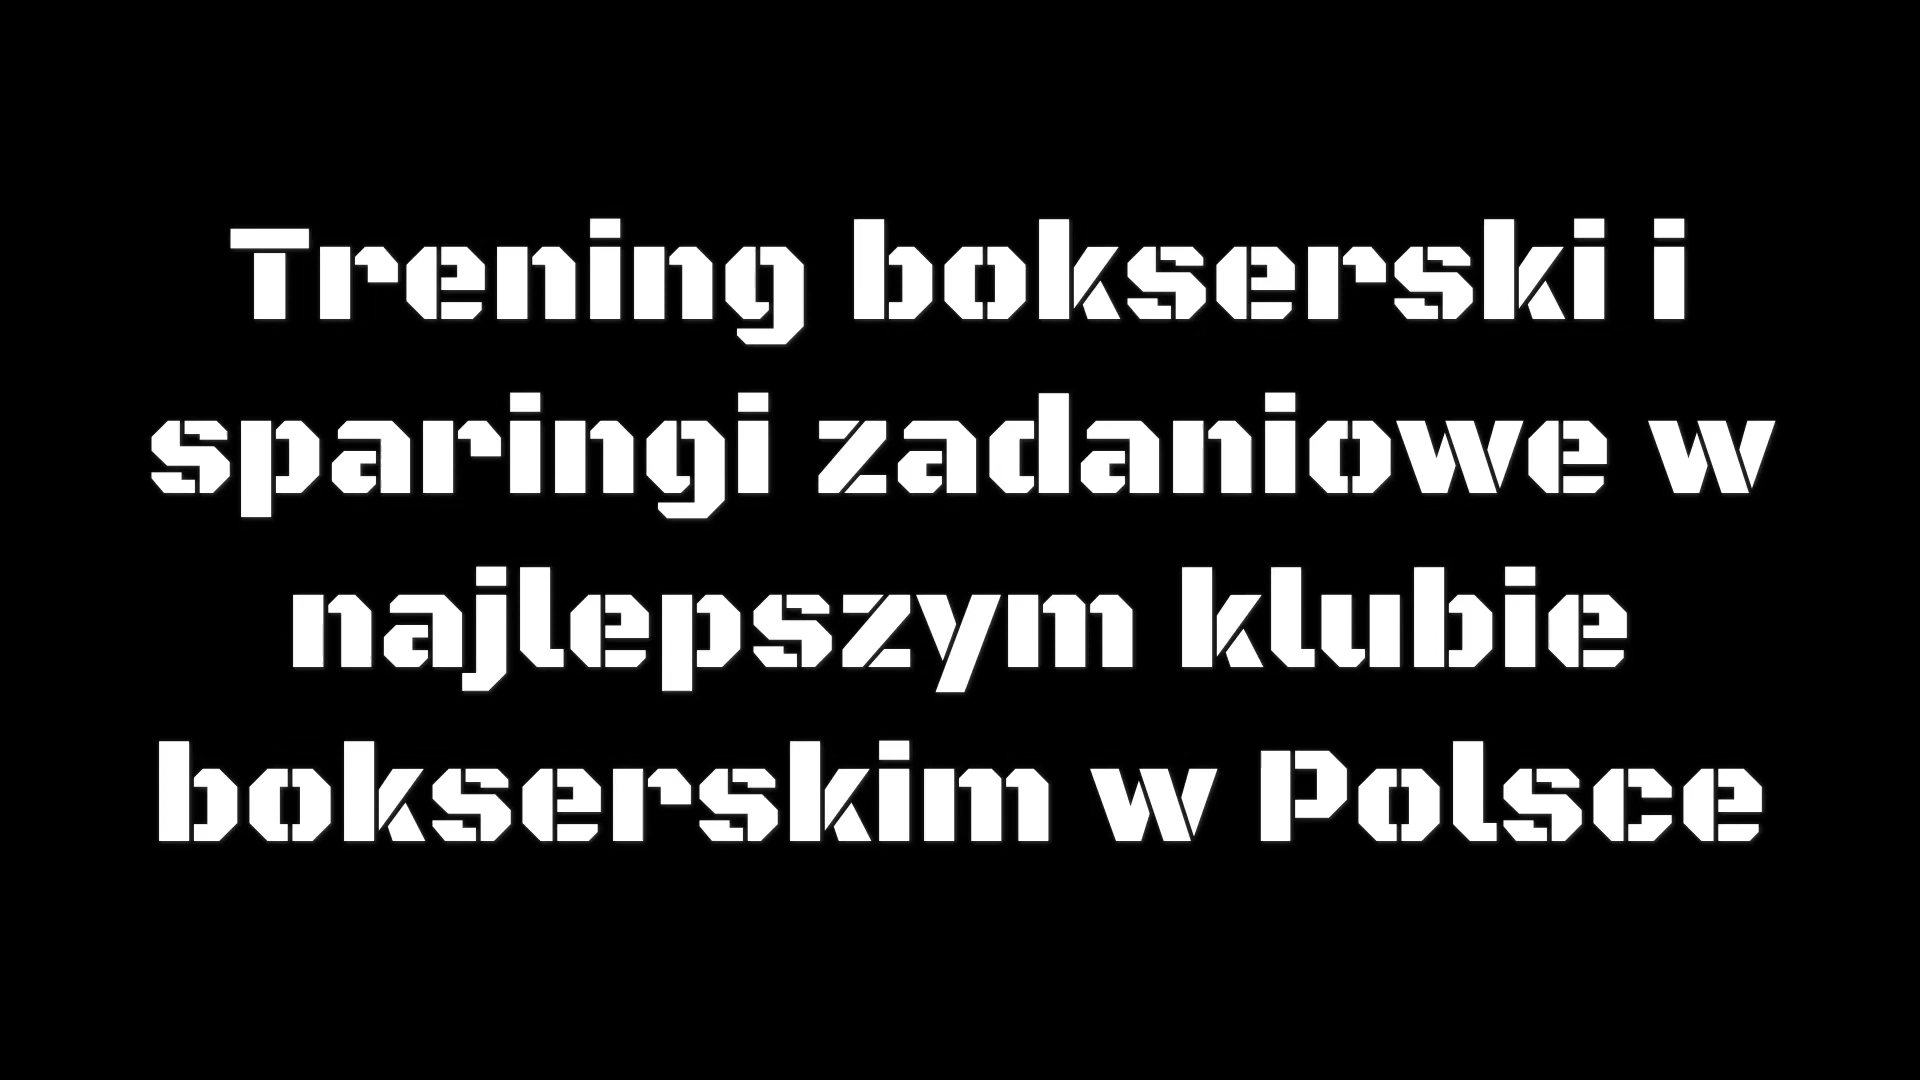 Trening bokserski i
sparingi zadaniowe w
najlepszym klubie
bokserskim w Polsce